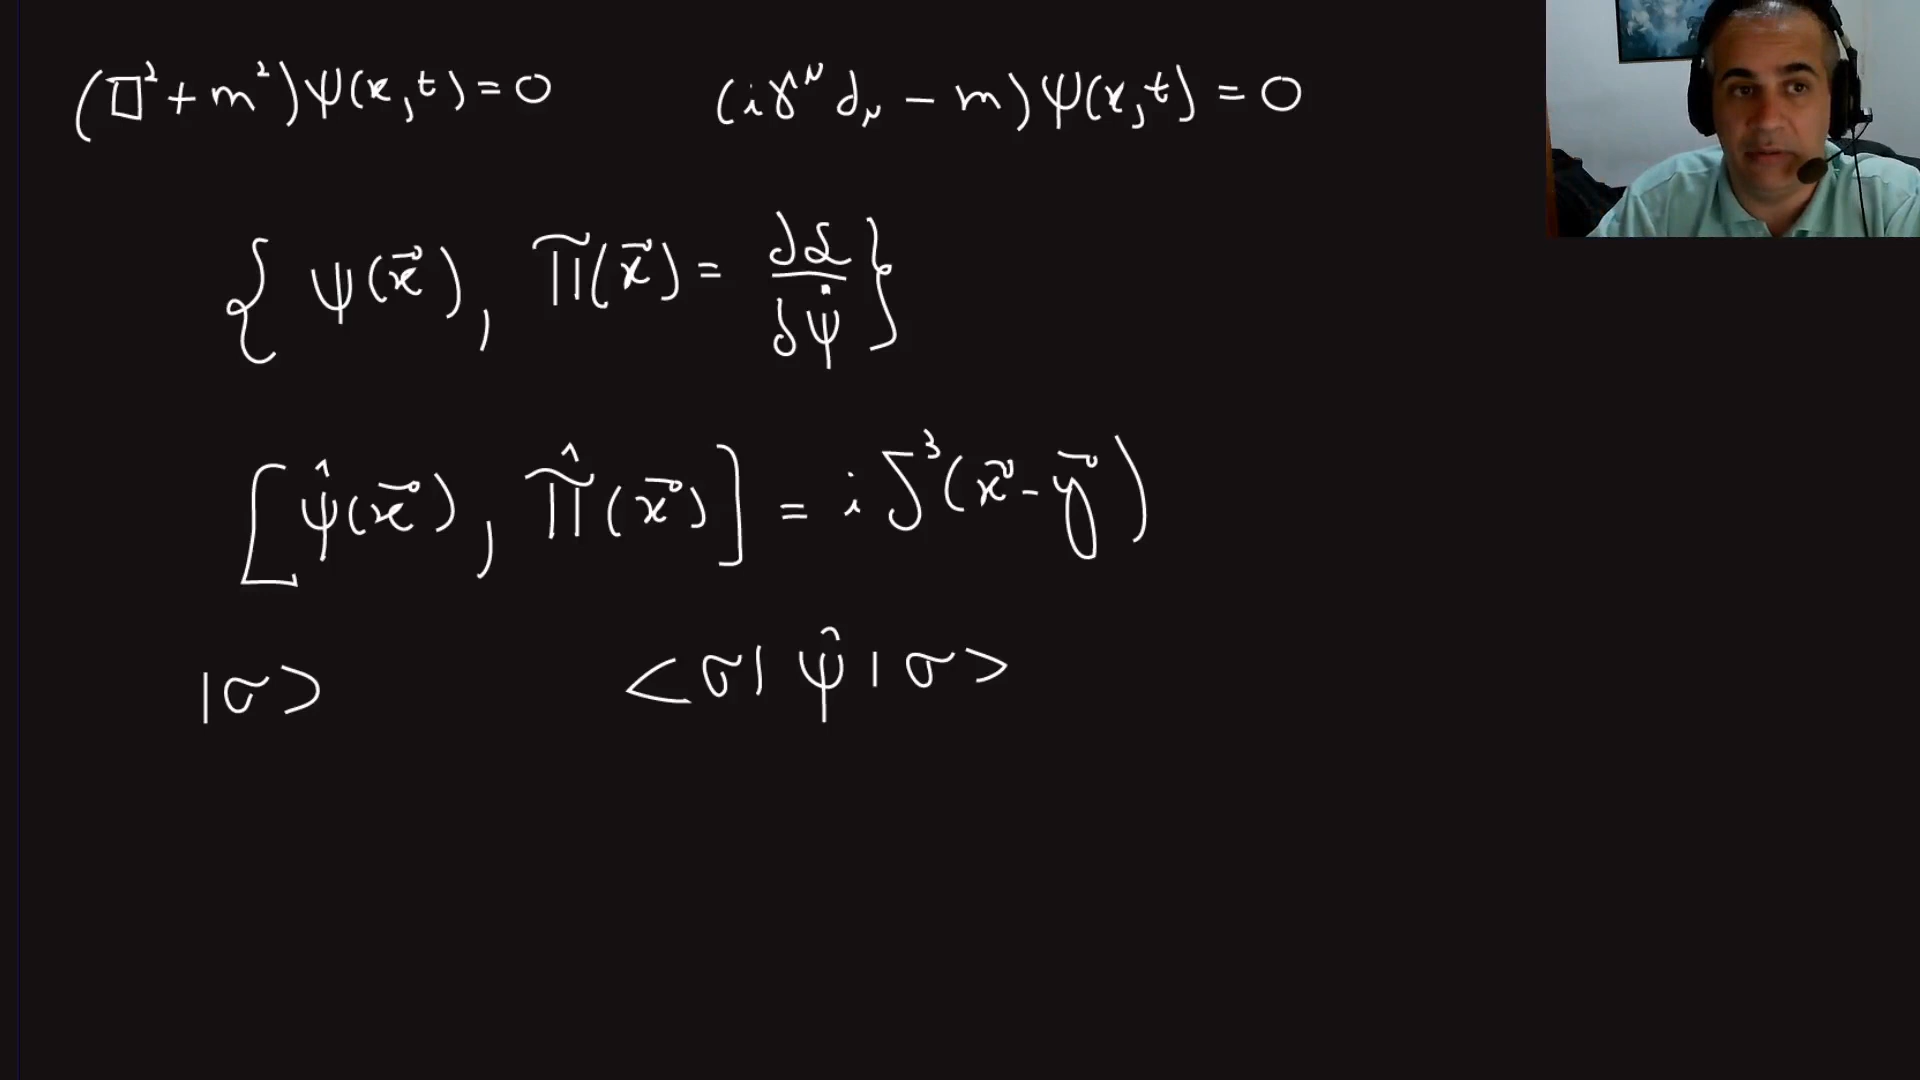 (□² + m²)ψ(x,t) = 0 (iγ^μ ∂_μ − m)ψ(x,t) = 0
{ ψ(x⃗), Π(x⃗) = ∂ℒ/∂ψ̇ }
[ψ̂(x⃗), Π̂(x⃗)] = i δ³(x⃗ − y⃗)
|σ> <σ| ψ̂ |σ>